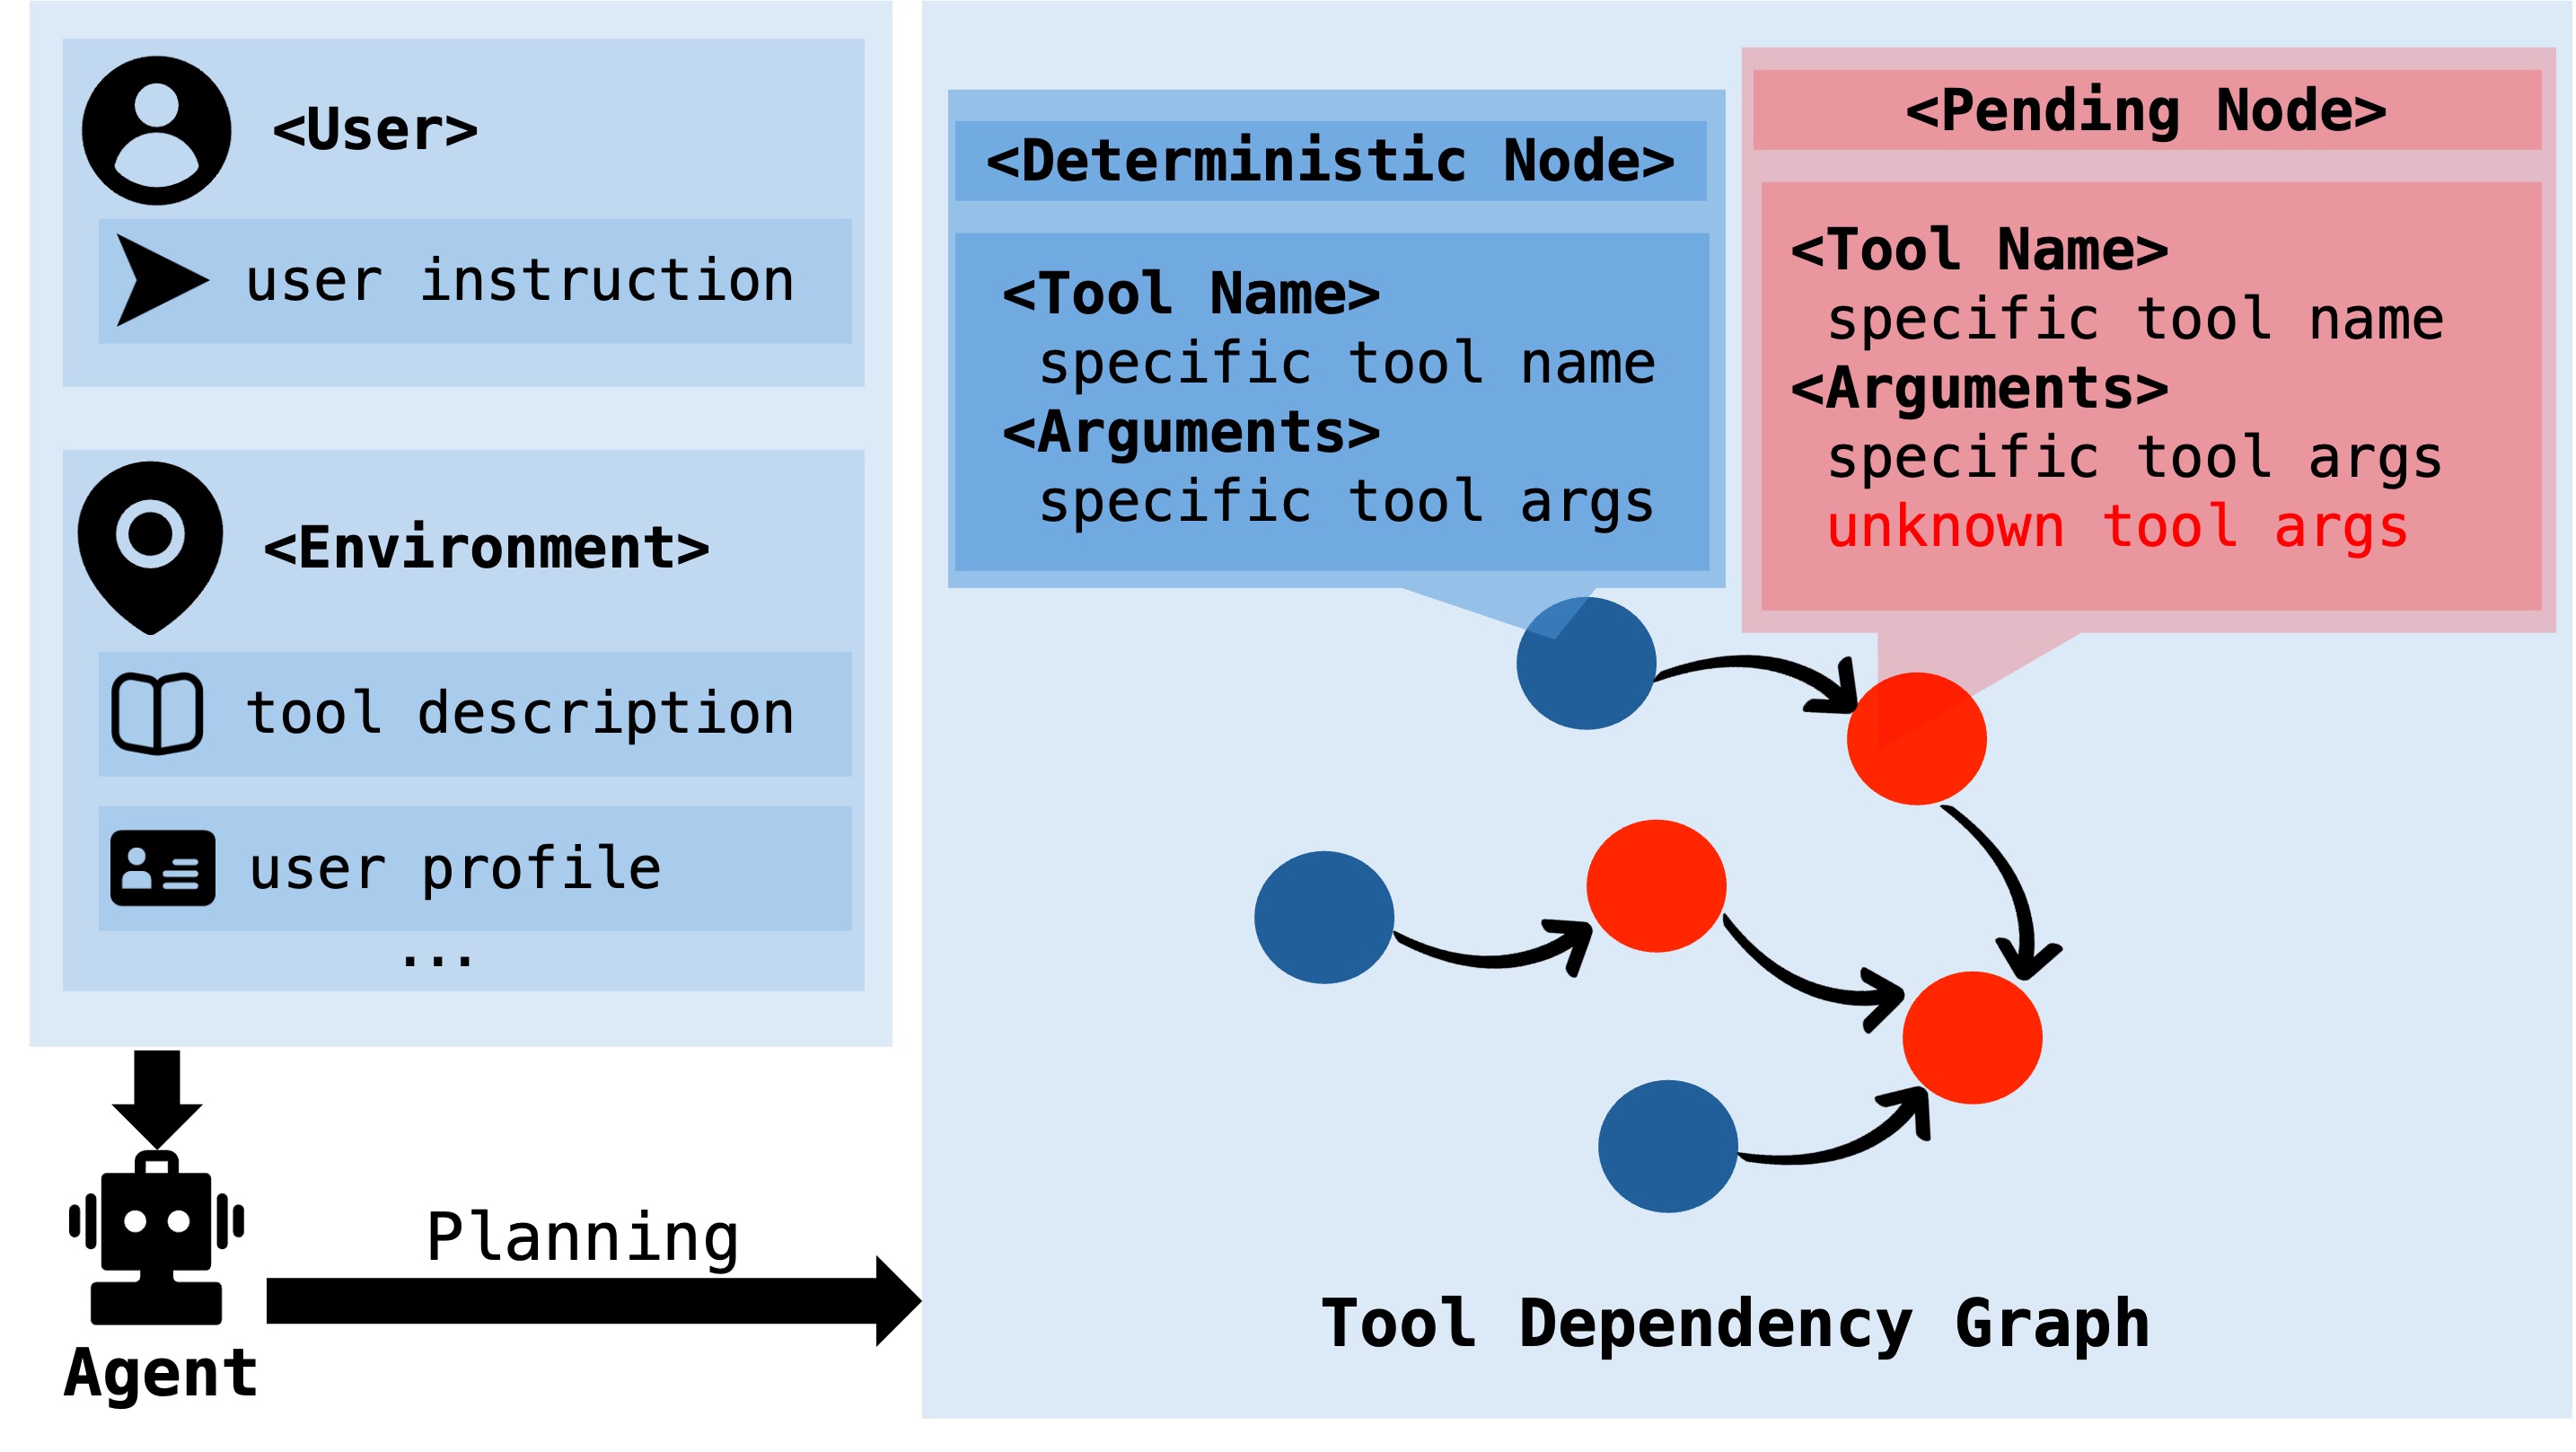 <User>
user instruction
<Environment>
tool description
user profile
...
Agent
Planning
<Deterministic Node>
<Tool Name>
specific tool name
<Arguments>
specific tool args
<Pending Node>
<Tool Name>
specific tool name
<Arguments>
specific tool args
unknown tool args
Tool Dependency Graph